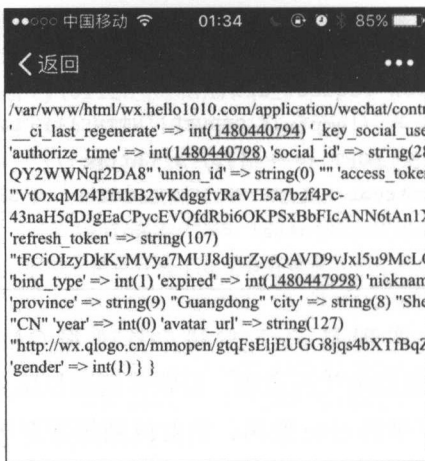 中国移动 01:34 85%
返回
/var/www/html/wx.hello1010.com/application/wechat/contr
'__ci_last_regenerate' => int(1480440794) '_key_social_use
'authorize_time' => int(1480440798) 'social_id' => string(28
QY2WWNqr2DA8" 'union_id' => string(0) "" 'access_token
"VtOxqM24PfHkB2wKdggfvRaVH5a7bzf4Pc-
43naH5qDJgEaCPycEVQfdRbi6OKPSxBbFIcANN6tAn1X
'refresh_token' => string(107)
"tFCiOIzyDkKvMVya7MUJ8djurZyeQAVD9vJxl5u9McL
'bind_type' => int(1) 'expired' => int(1480447998) 'nicknam
'province' => string(9) "Guangdong" 'city' => string(8) "She
"CN" 'year' => int(0) 'avatar_url' => string(127)
"http://wx.qlogo.cn/mmopen/gtqFsEljEUGG8jqs4bXTfBqZ
'gender' => int(1) } }